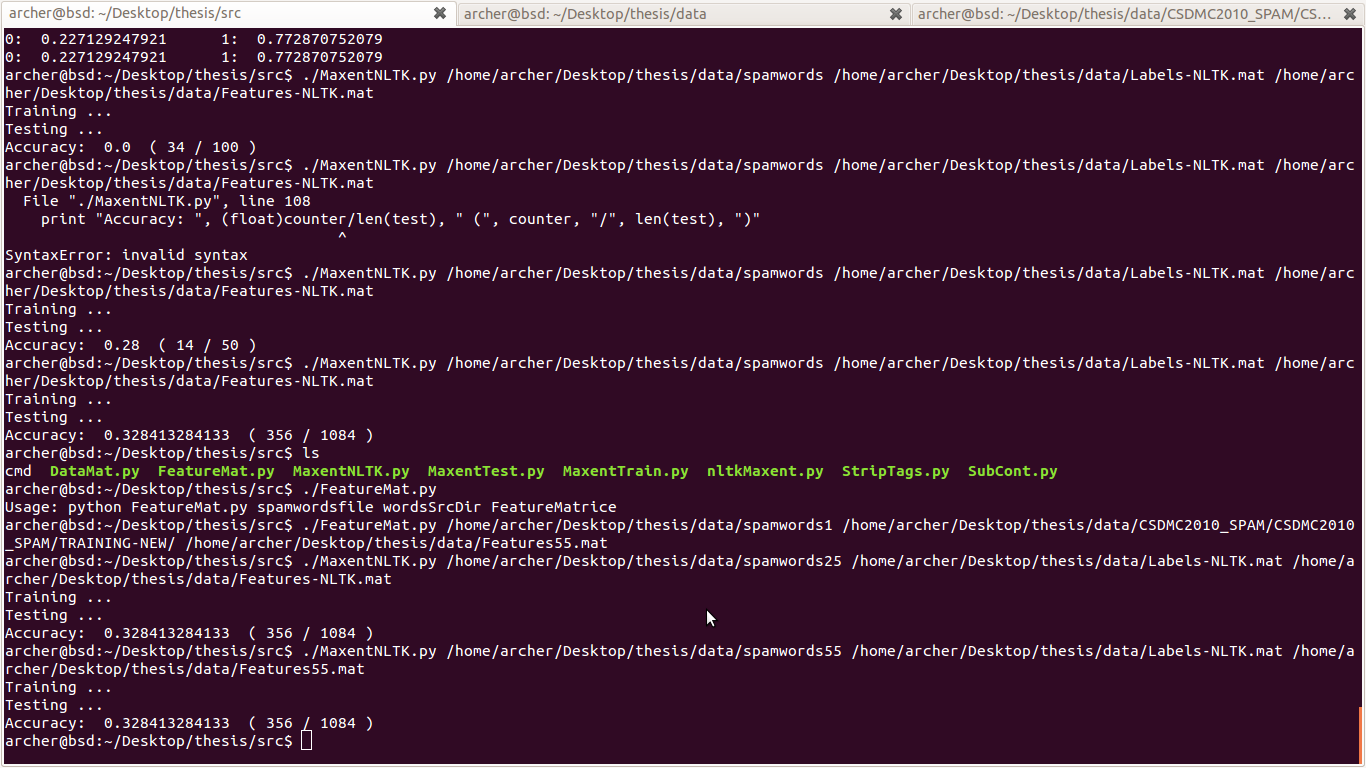 archer@bsd: ~/Desktop/thesis/src ✖ archer@bsd: ~/Desktop/thesis/data ✖ archer@bsd: ~/Desktop/thesis/data/CSDMC2010_SPAM/CS... ✖
0:  0.227129247921      1:  0.772870752079
0:  0.227129247921      1:  0.772870752079
archer@bsd:~/Desktop/thesis/src$ ./MaxentNLTK.py /home/archer/Desktop/thesis/data/spamwords /home/archer/Desktop/thesis/data/Labels-NLTK.mat /home/arc
her/Desktop/thesis/data/Features-NLTK.mat
Training ...
Testing ...
Accuracy:  0.0  ( 34 / 100 )
archer@bsd:~/Desktop/thesis/src$ ./MaxentNLTK.py /home/archer/Desktop/thesis/data/spamwords /home/archer/Desktop/thesis/data/Labels-NLTK.mat /home/arc
her/Desktop/thesis/data/Features-NLTK.mat
  File "./MaxentNLTK.py", line 108
    print "Accuracy: ", (float)counter/len(test), " (", counter, "/", len(test), ")"
                                     ^
SyntaxError: invalid syntax
archer@bsd:~/Desktop/thesis/src$ ./MaxentNLTK.py /home/archer/Desktop/thesis/data/spamwords /home/archer/Desktop/thesis/data/Labels-NLTK.mat /home/arc
her/Desktop/thesis/data/Features-NLTK.mat
Training ...
Testing ...
Accuracy:  0.28  ( 14 / 50 )
archer@bsd:~/Desktop/thesis/src$ ./MaxentNLTK.py /home/archer/Desktop/thesis/data/spamwords /home/archer/Desktop/thesis/data/Labels-NLTK.mat /home/arc
her/Desktop/thesis/data/Features-NLTK.mat
Training ...
Testing ...
Accuracy:  0.328413284133  ( 356 / 1084 )
archer@bsd:~/Desktop/thesis/src$ ls
cmd  DataMat.py  FeatureMat.py  MaxentNLTK.py  MaxentTest.py  MaxentTrain.py  nltkMaxent.py  StripTags.py  SubCont.py
archer@bsd:~/Desktop/thesis/src$ ./FeatureMat.py
Usage: python FeatureMat.py spamwordsfile wordsSrcDir FeatureMatrice
archer@bsd:~/Desktop/thesis/src$ ./FeatureMat.py /home/archer/Desktop/thesis/data/spamwords1 /home/archer/Desktop/thesis/data/CSDMC2010_SPAM/CSDMC2010
_SPAM/TRAINING-NEW/ /home/archer/Desktop/thesis/data/Features55.mat
archer@bsd:~/Desktop/thesis/src$ ./MaxentNLTK.py /home/archer/Desktop/thesis/data/spamwords25 /home/archer/Desktop/thesis/data/Labels-NLTK.mat /home/a
rcher/Desktop/thesis/data/Features-NLTK.mat
Training ...
Testing ...
Accuracy:  0.328413284133  ( 356 / 1084 )
archer@bsd:~/Desktop/thesis/src$ ./MaxentNLTK.py /home/archer/Desktop/thesis/data/spamwords55 /home/archer/Desktop/thesis/data/Labels-NLTK.mat /home/a
rcher/Desktop/thesis/data/Features55.mat
Training ...
Testing ...
Accuracy:  0.328413284133  ( 356 / 1084 )
archer@bsd:~/Desktop/thesis/src$